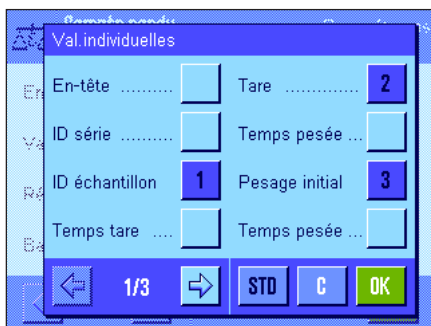 Val.individuelles
En-tête .......... Tare .............. 2
ID série .......... Temps pesée ...
ID échantillon 1 Pesage initial 3
Temps tare .... Temps pesée ...
1/3 STD C OK